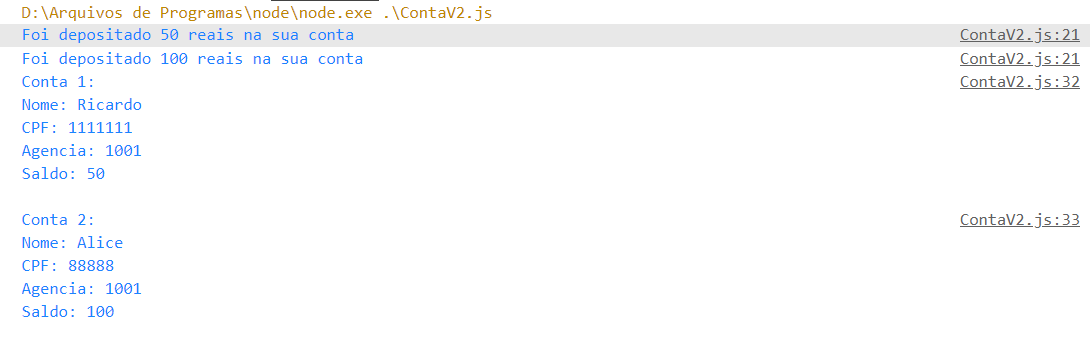 D:\Arquivos de Programas\node\node.exe .\ContaV2.js
Foi depositado 50 reais na sua conta ContaV2.js:21
Foi depositado 100 reais na sua conta ContaV2.js:21
Conta 1: ContaV2.js:32
Nome: Ricardo
CPF: 1111111
Agencia: 1001
Saldo: 50
Conta 2: ContaV2.js:33
Nome: Alice
CPF: 88888
Agencia: 1001
Saldo: 100